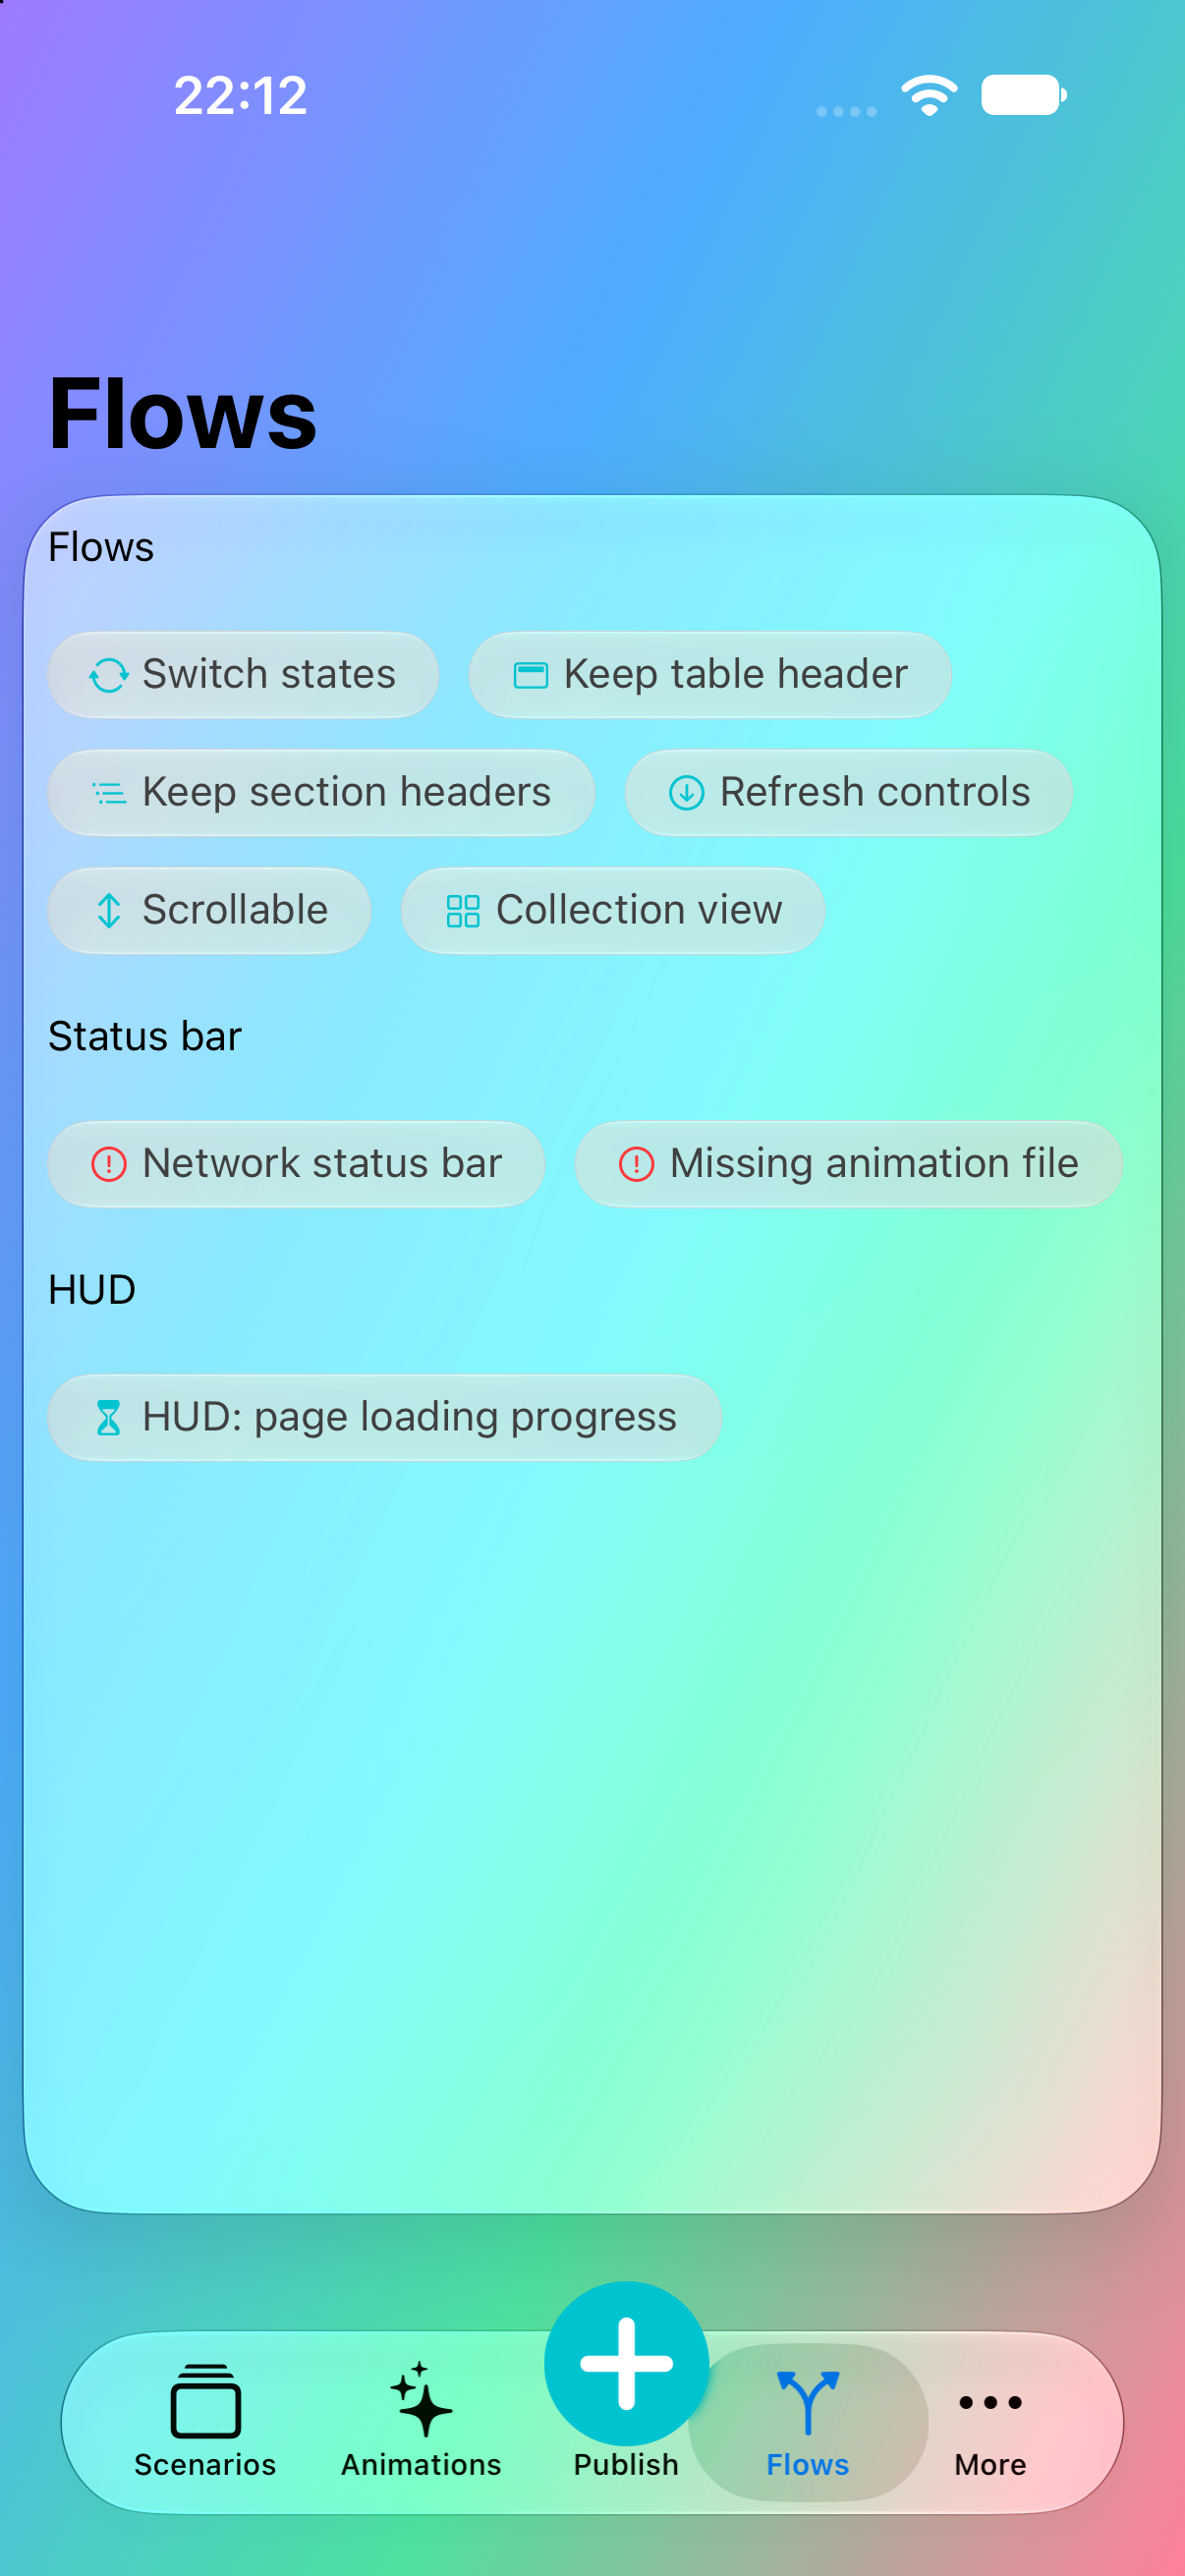 22:12
Flows
Flows
Switch states
Keep table header
Keep section headers
Refresh controls
Scrollable
Collection view
Status bar
Network status bar
Missing animation file
HUD
HUD: page loading progress
Scenarios
Animations
Publish
Flows
More